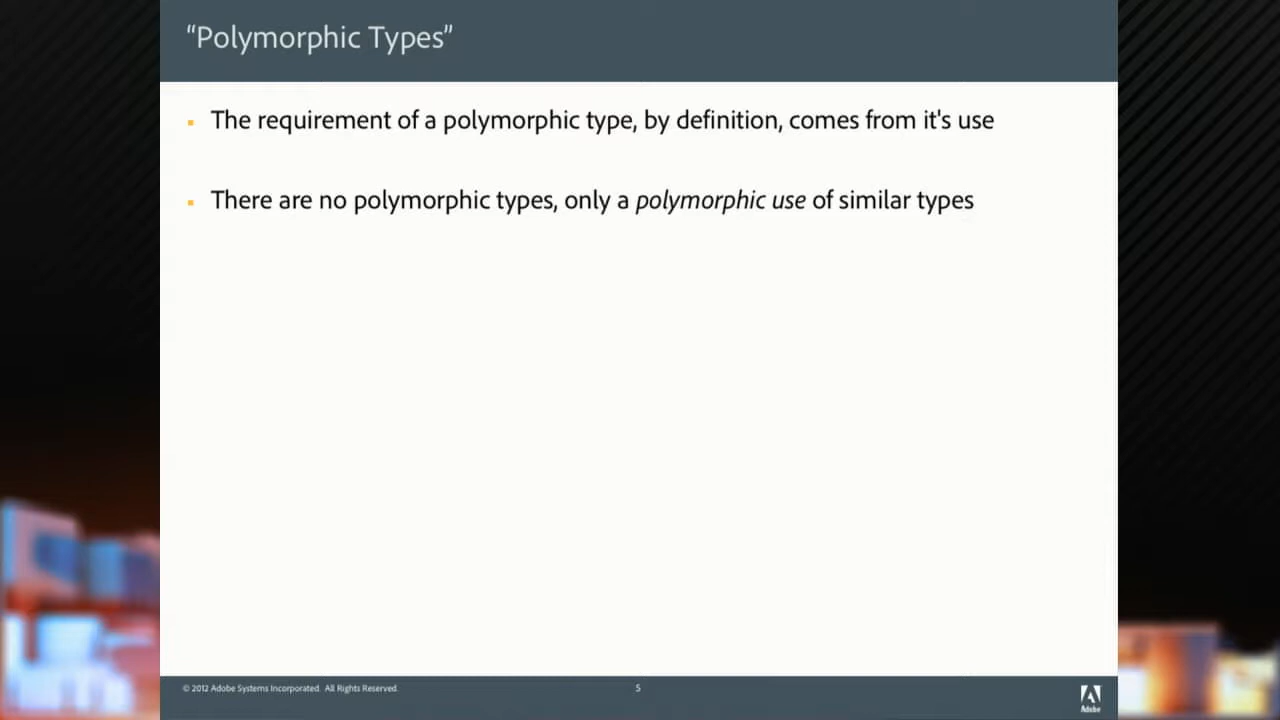 “Polymorphic Types”
▪ The requirement of a polymorphic type, by definition, comes from it's use
▪ There are no polymorphic types, only a polymorphic use of similar types
© 2012 Adobe Systems Incorporated. All Rights Reserved.
5
Adobe